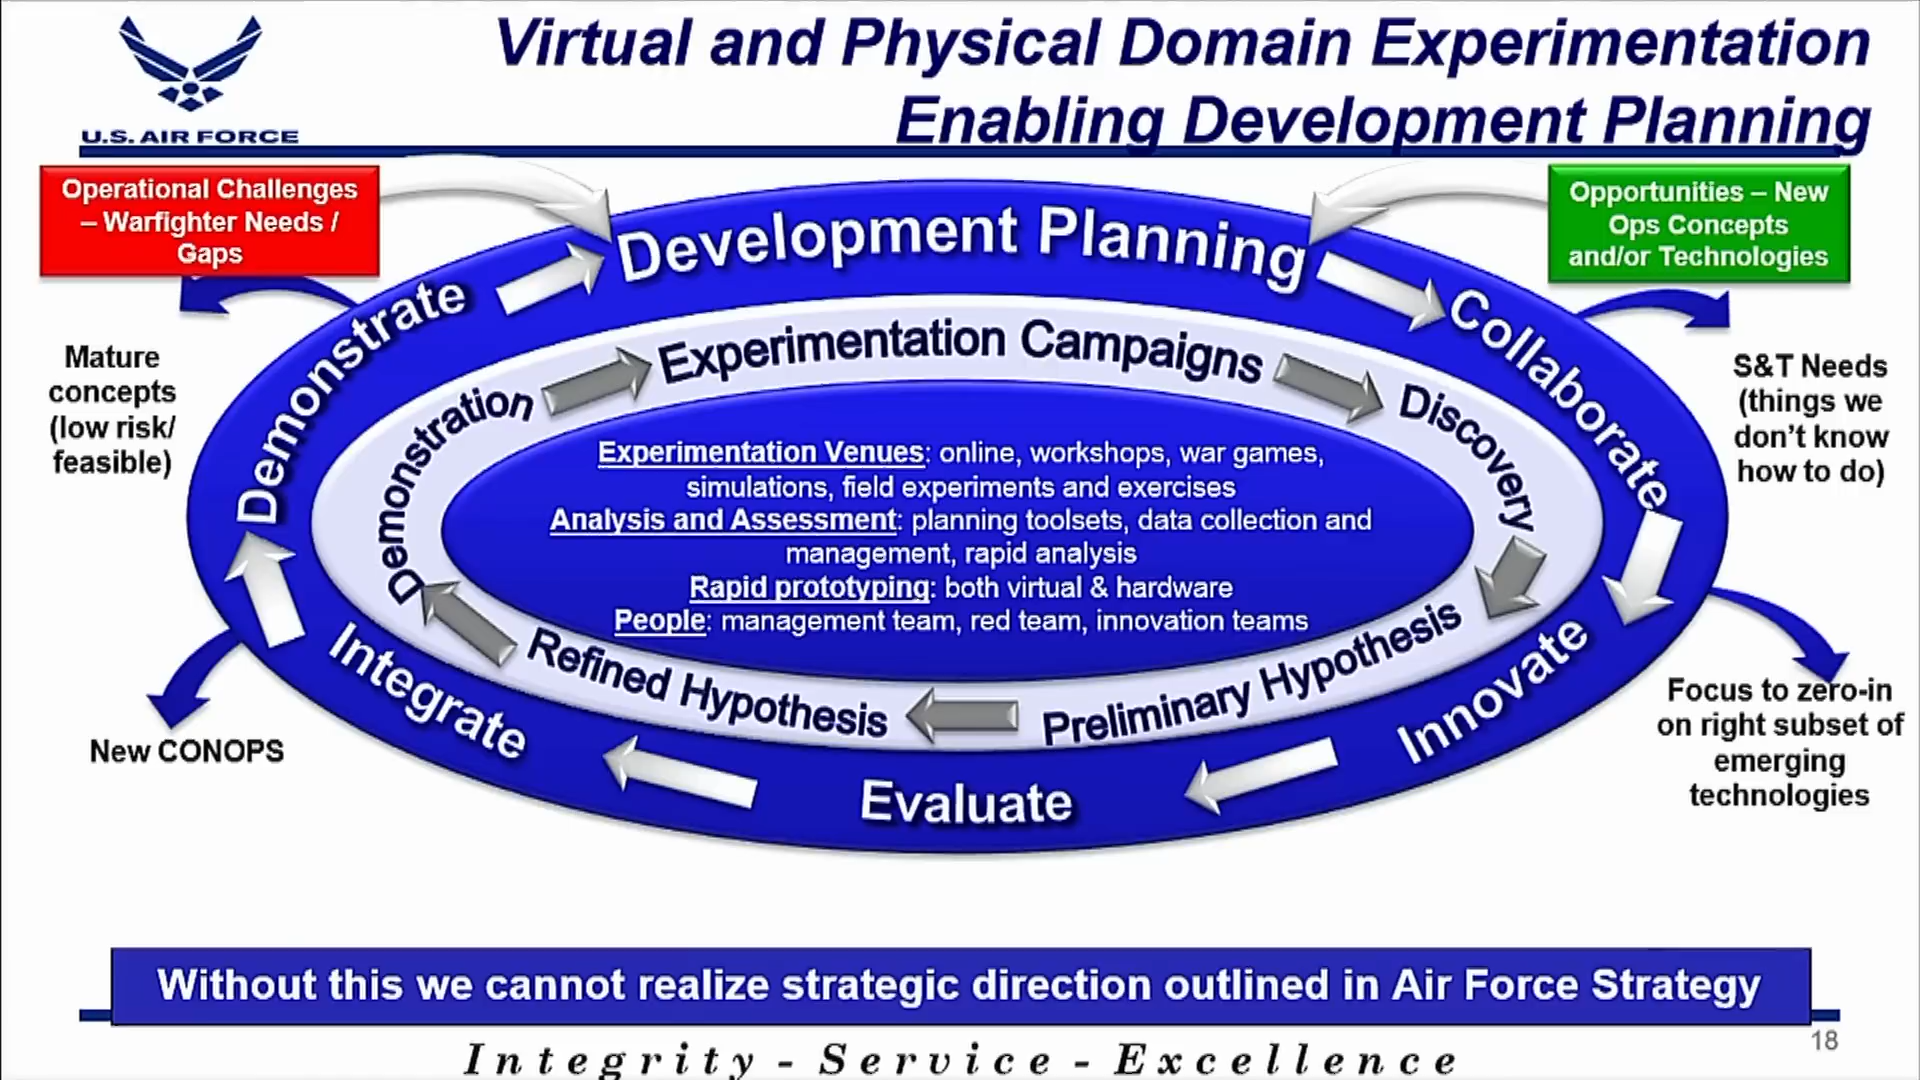 Virtual and Physical Domain Experimentation
Enabling Development Planning
U.S. AIR FORCE
Operational Challenges
– Warfighter Needs /
Gaps
Opportunities – New
Ops Concepts
and/or Technologies
Development Planning
Collaborate
Innovate
Evaluate
Integrate
Demonstrate
Experimentation Campaigns
Discovery
Preliminary Hypothesis
Refined Hypothesis
Demonstration
Experimentation Venues: online, workshops, war games,
simulations, field experiments and exercises
Analysis and Assessment: planning toolsets, data collection and
management, rapid analysis
Rapid prototyping: both virtual & hardware
People: management team, red team, innovation teams
Mature
concepts
(low risk/
feasible)
S&T Needs
(things we
don't know
how to do)
New CONOPS
Focus to zero-in
on right subset of
emerging
technologies
Without this we cannot realize strategic direction outlined in Air Force Strategy
18
Integrity - Service - Excellence